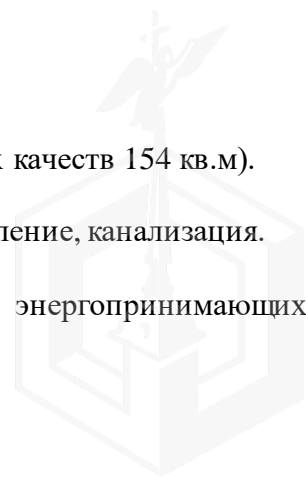 качеств 154 кв.м).
ление, канализация.
энергопринимающих